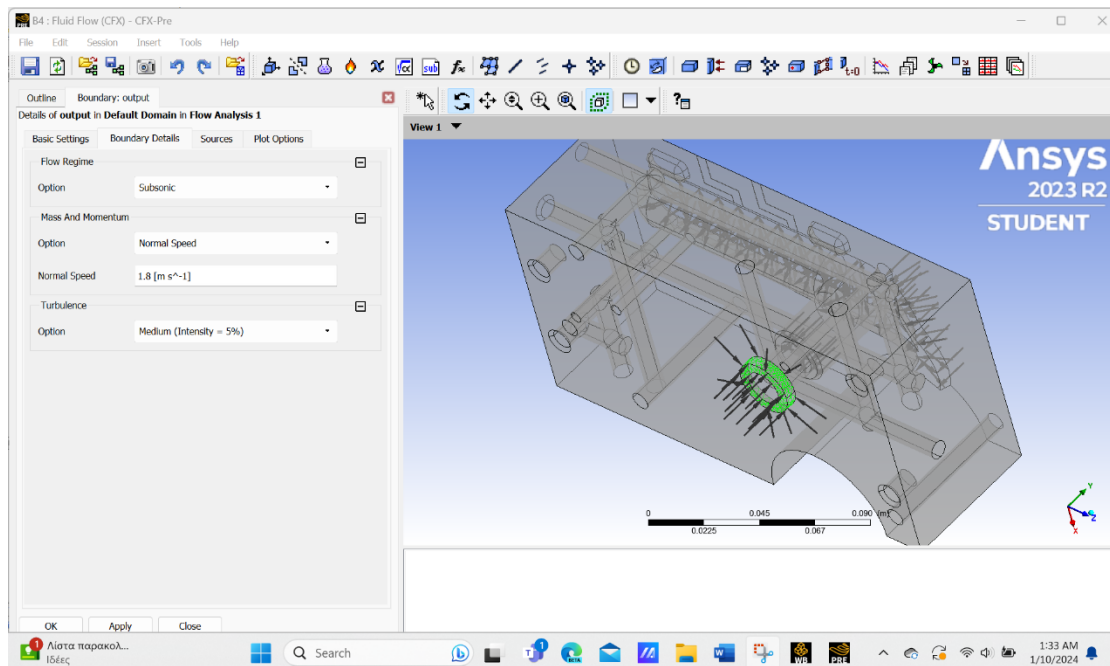 B4 : Fluid Flow (CFX) - CFX-Pre
File Edit Session Insert Tools Help
Outline Boundary: output
Details of output in Default Domain in Flow Analysis 1
Basic Settings Boundary Details Sources Plot Options
Flow Regime
Option Subsonic
Mass And Momentum
Option Normal Speed
Normal Speed 1.8 [m s^-1]
Turbulence
Option Medium (Intensity = 5%)
OK Apply Close
View 1
Ansys
2023 R2
STUDENT
0 0.045 0.090 (m)
0.0225 0.067
Y
Z
X
1 Λίστα παρακολ...
Ιδέες
Search
1:33 AM
1/10/2024